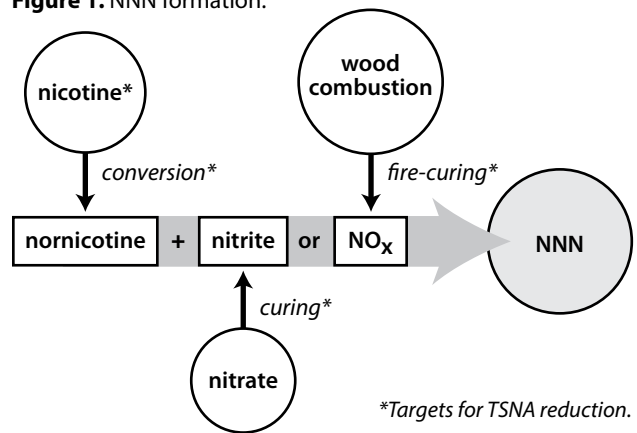 Figure 1. NNN formation.
wood
combustion
nicotine*
conversion*
fire-curing*
nornicotine + nitrite or NOx
NNN
curing*
nitrate
*Targets for TSNA reduction.